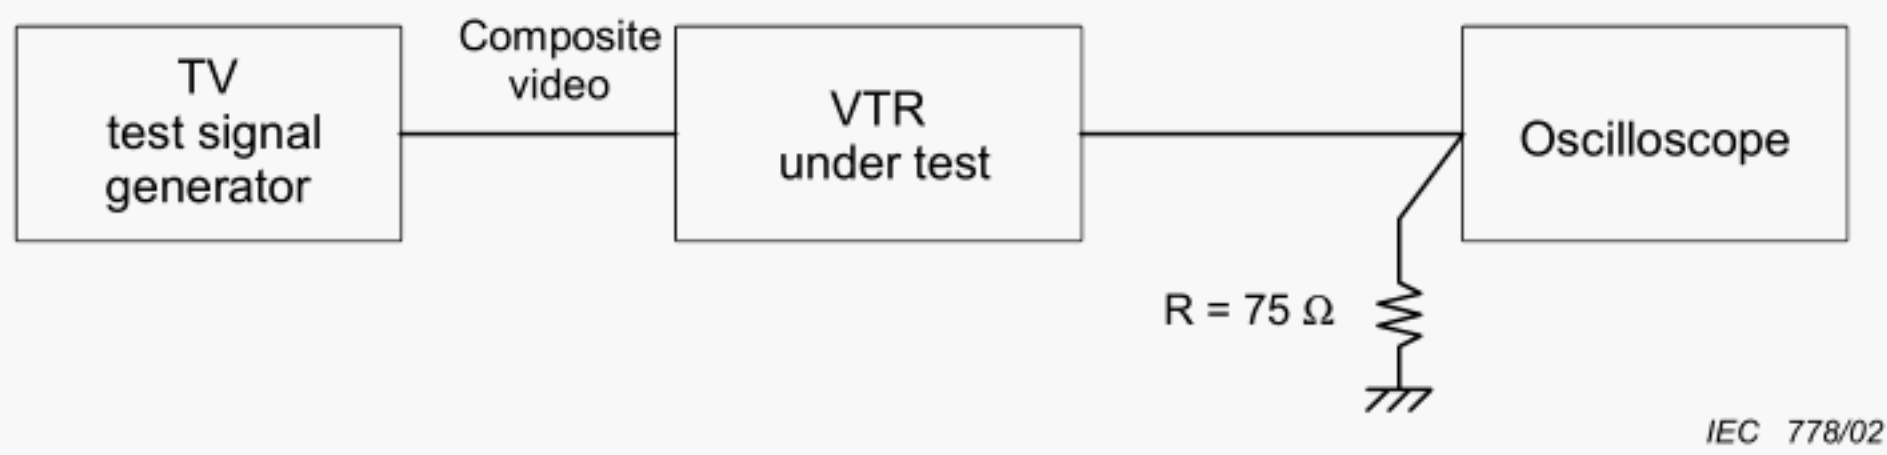 TV
test signal
generator
Composite
video
VTR
under test
Oscilloscope
R = 75 Ω
IEC 778/02